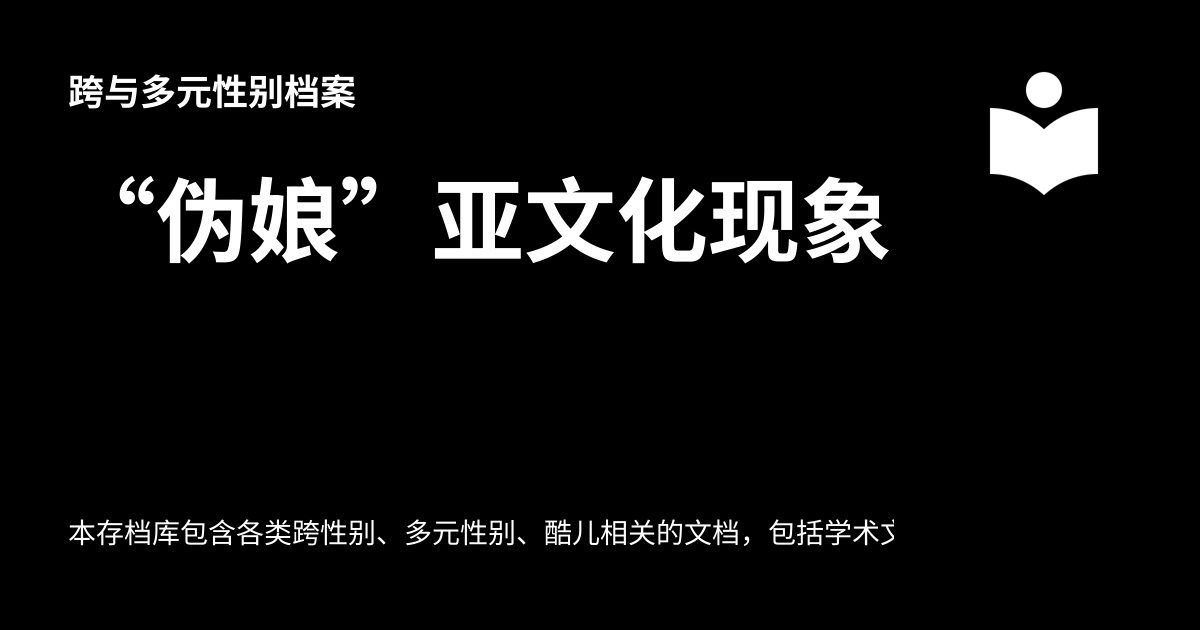 跨与多元性别档案
“伪娘”亚文化现象
本存档库包含各类跨性别、多元性别、酷儿相关的文档，包括学术